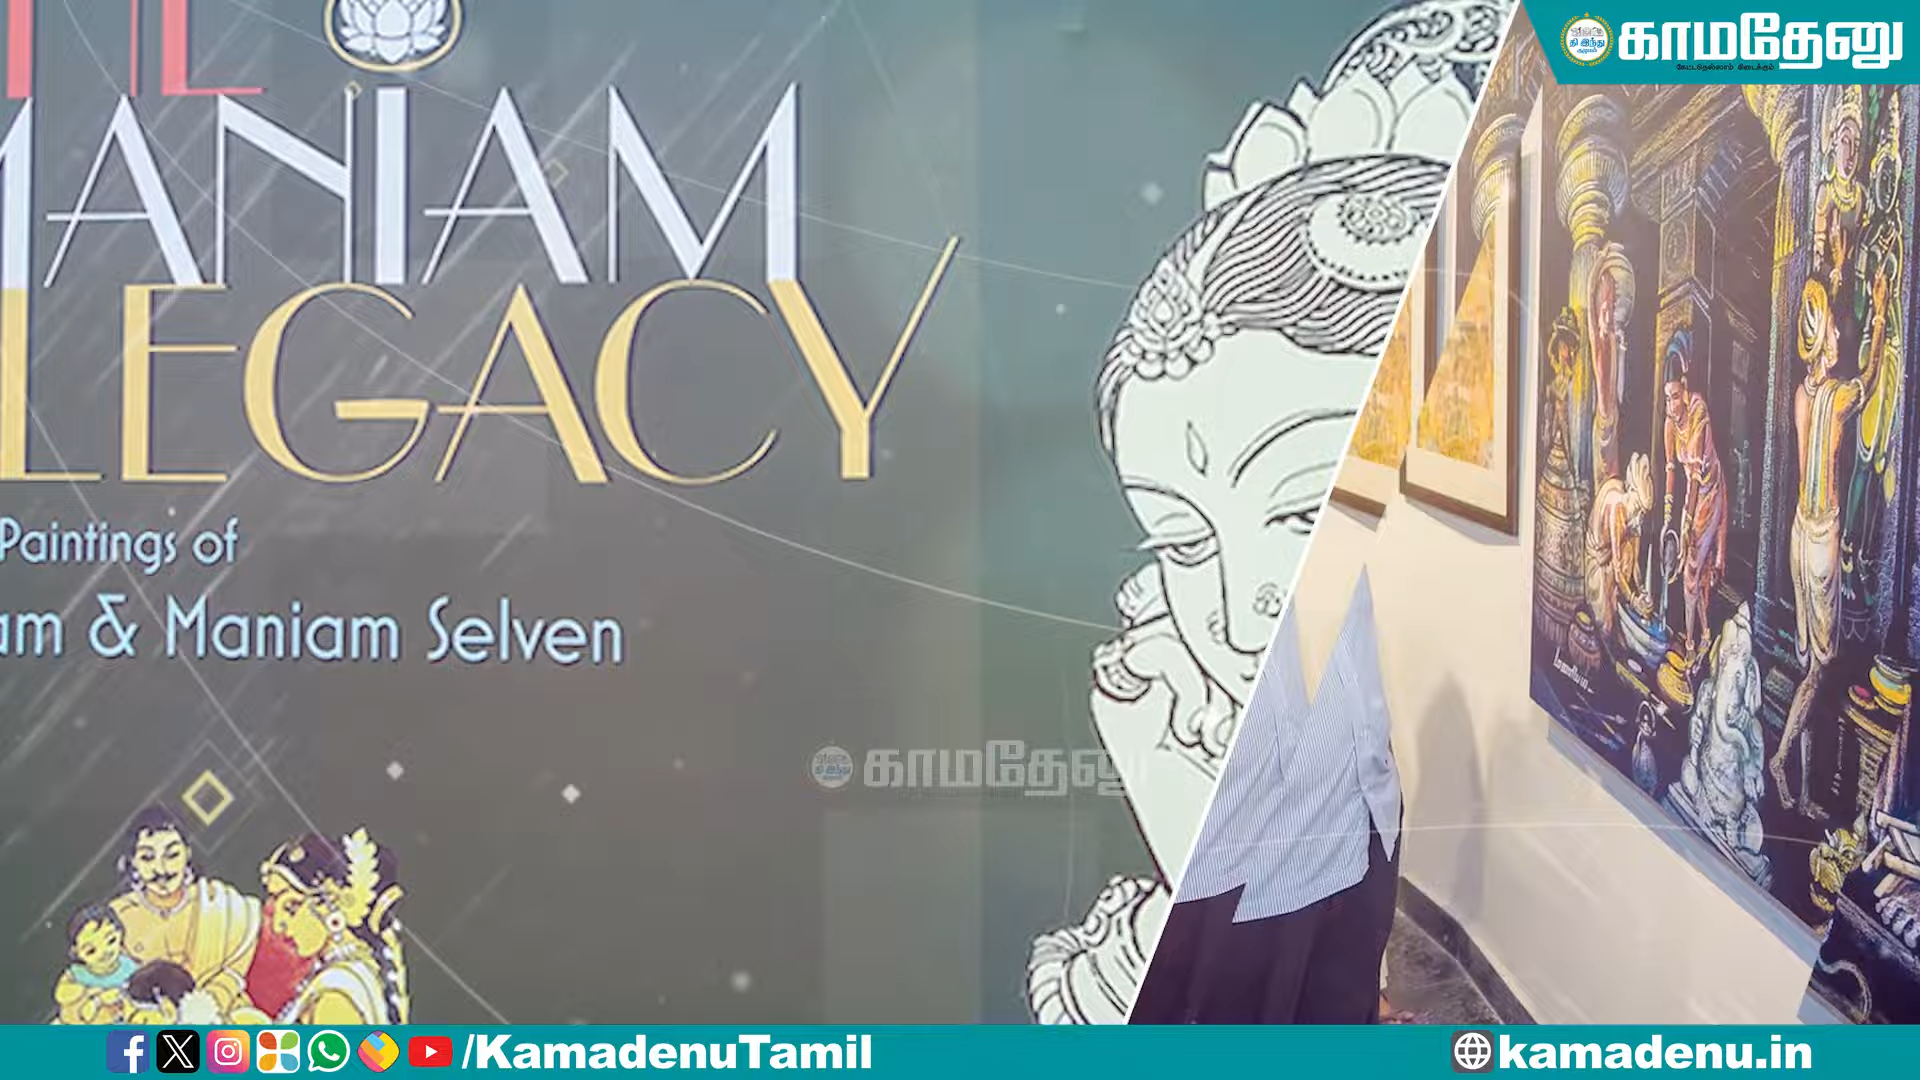 காமதேனு
MANIAM
LEGACY
Paintings of
am & Maniam Selven
காமதேனு
/KamadenuTamil
kamadenu.in